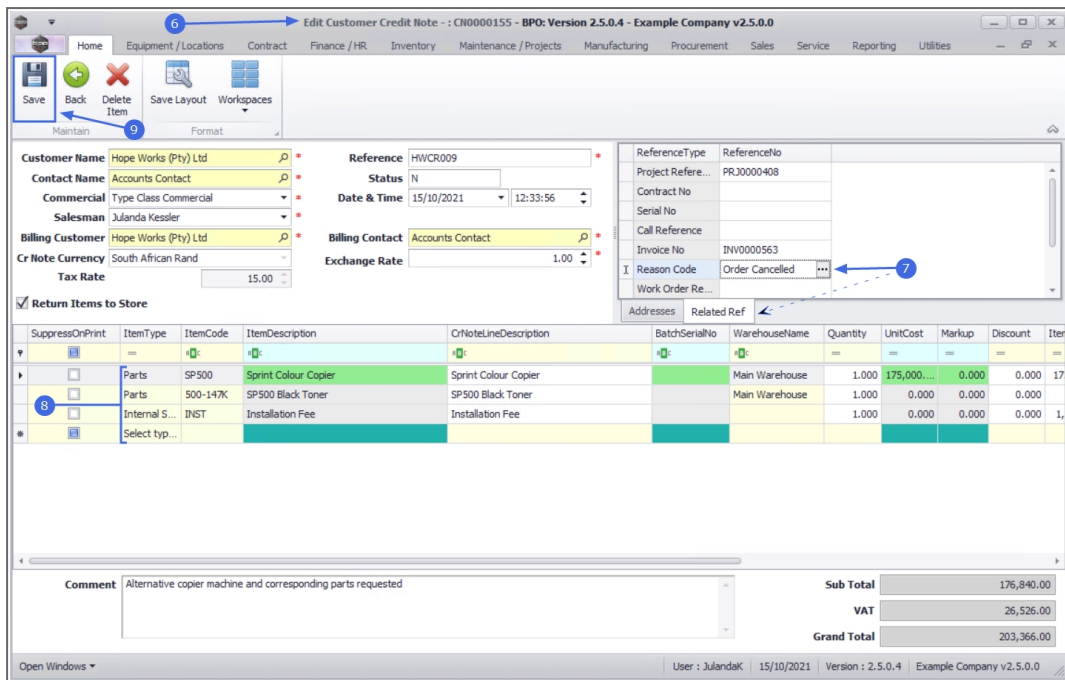 6
Edit Customer Credit Note - : CN0000155 - BPO: Version 2.5.0.4 - Example Company v2.5.0.0
Home Equipment / Locations Contract Finance / HR Inventory Maintenance / Projects Manufacturing Procurement Sales Service Reporting Utilities
Save Back Delete Item Save Layout Workspaces
9
Maintain Format
Customer Name Hope Works (Pty) Ltd * Reference HWCR009 *
Contact Name Accounts Contact * Status N
Commercial Type Class Commercial * Date & Time 15/10/2021 12:33:56
Salesman Julanda Kessler *
Billing Customer Hope Works (Pty) Ltd * Billing Contact Accounts Contact *
Cr Note Currency South African Rand Exchange Rate 1.00 *
Tax Rate 15.00
Return Items to Store
ReferenceType ReferenceNo
Project Refere... PRJ0000408
Contract No
Serial No
Call Reference
Invoice No INV0000563
Reason Code Order Cancelled ... 7
Work Order Re...
Addresses Related Ref
SuppressOnPrint ItemType ItemCode ItemDescription CrNoteLineDescription BatchSerialNo WarehouseName Quantity UnitCost Markup Discount Iter
Parts SP500 Sprint Colour Copier Sprint Colour Copier Main Warehouse 1.000 175,000.... 0.000 0.000 17
8
Parts 500-147K SP500 Black Toner SP500 Black Toner Main Warehouse 1.000 0.000 0.000 0.000
Internal S... INST Installation Fee Installation Fee 1.000 0.000 0.000 0.000 1,
Select typ...
Comment Alternative copier machine and corresponding parts requested
Sub Total 176,840.00
VAT 26,526.00
Grand Total 203,366.00
Open Windows User : JulandaK 15/10/2021 Version : 2.5.0.4 Example Company v2.5.0.0